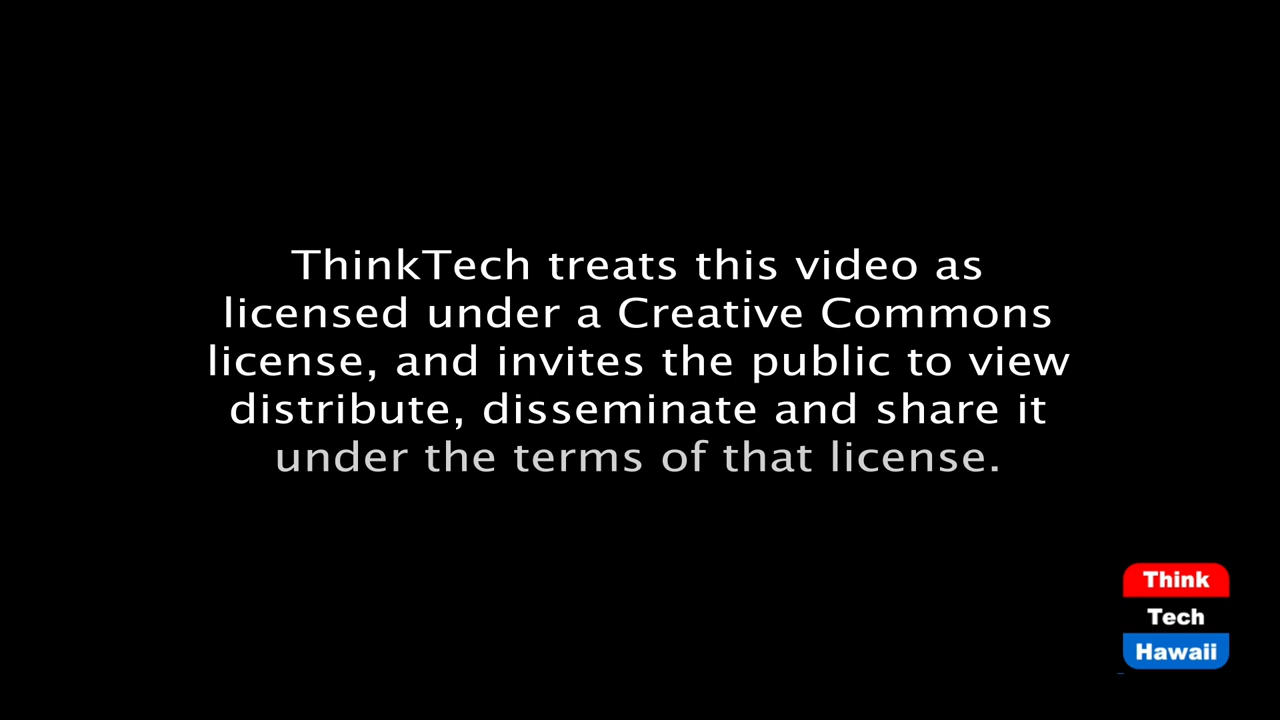 ThinkTech treats this video as
licensed under a Creative Commons
license, and invites the public to view
distribute, disseminate and share it
under the terms of that license.
Think
Tech
Hawaii